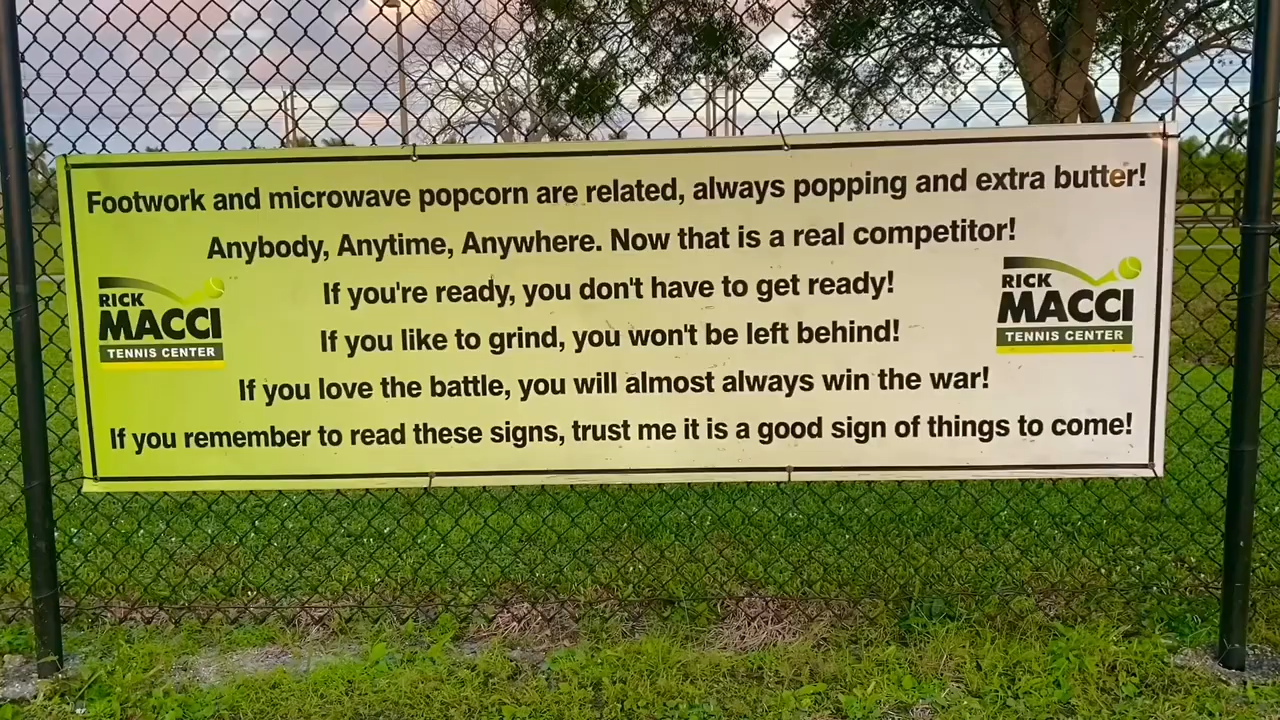 Footwork and microwave popcorn are related, always popping and extra butter!
Anybody, Anytime, Anywhere. Now that is a real competitor!
If you're ready, you don't have to get ready!
If you like to grind, you won't be left behind!
If you love the battle, you will almost always win the war!
If you remember to read these signs, trust me it is a good sign of things to come!
RICK
MACCI
TENNIS CENTER
RICK
MACCI
TENNIS CENTER